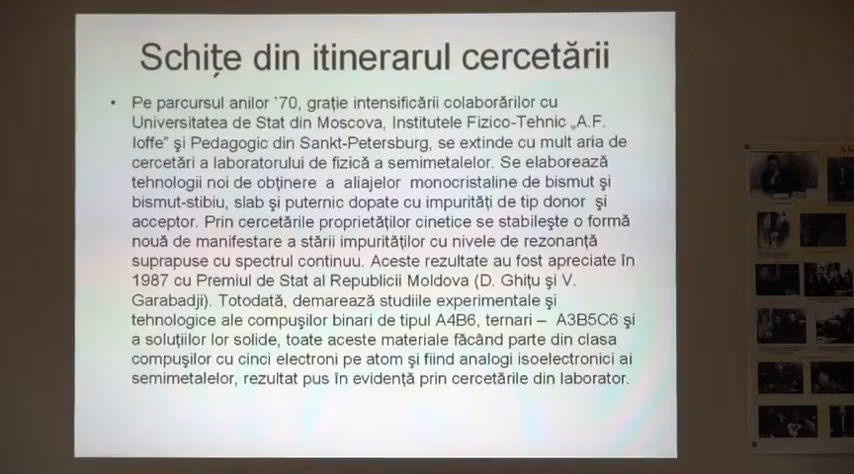 Schițe din itinerarul cercetării
• Pe parcursul anilor `70, grație intensificării colaborărilor cu
Universitatea de Stat din Moscova, Institutele Fizico-Tehnic „A.F.
Ioffe” şi Pedagogic din Sankt-Petersburg, se extinde cu mult aria de
cercetări a laboratorului de fizică a semimetalelor. Se elaborează
tehnologii noi de obținere a aliajelor monocristaline de bismut şi
bismut-stibiu, slab şi puternic dopate cu impurități de tip donor şi
acceptor. Prin cercetările proprietăților cinetice se stabileşte o formă
nouă de manifestare a stării impurităților cu nivele de rezonanță
suprapuse cu spectrul continuu. Aceste rezultate au fost apreciate în
1987 cu Premiul de Stat al Republicii Moldova (D. Ghițu şi V.
Garabadji). Totodată, demarează studiile experimentale şi
tehnologice ale compuşilor binari de tipul A4B6, ternari – A3B5C6 şi
a soluțiilor lor solide, toate aceste materiale făcând parte din clasa
compuşilor cu cinci electroni pe atom şi fiind analogi isoelectronici ai
semimetalelor, rezultat pus în evidență prin cercetările din laborator.